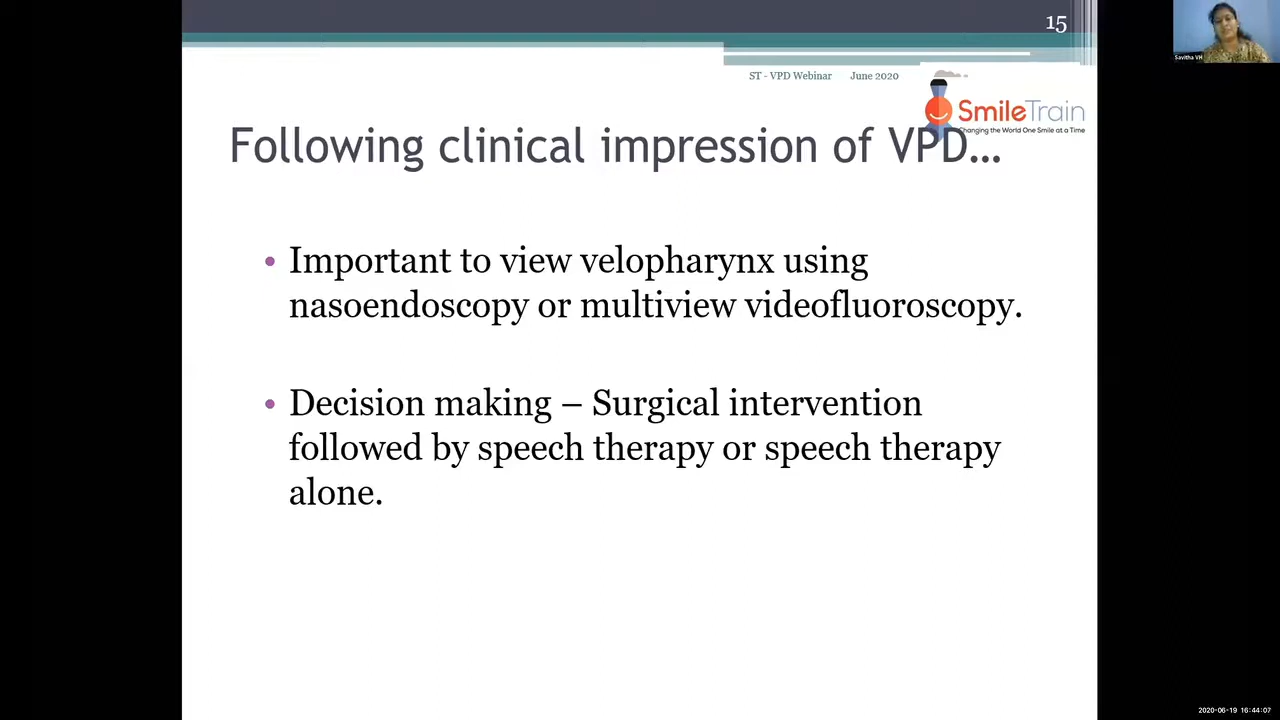 15
Savitha VH
ST - VPD Webinar June 2020
SmileTrain
Changing the World One Smile at a Time
Following clinical impression of VPD…
• Important to view velopharynx using
nasoendoscopy or multiview videofluoroscopy.
• Decision making – Surgical intervention
followed by speech therapy or speech therapy
alone.
2020-06-19 16:44:07